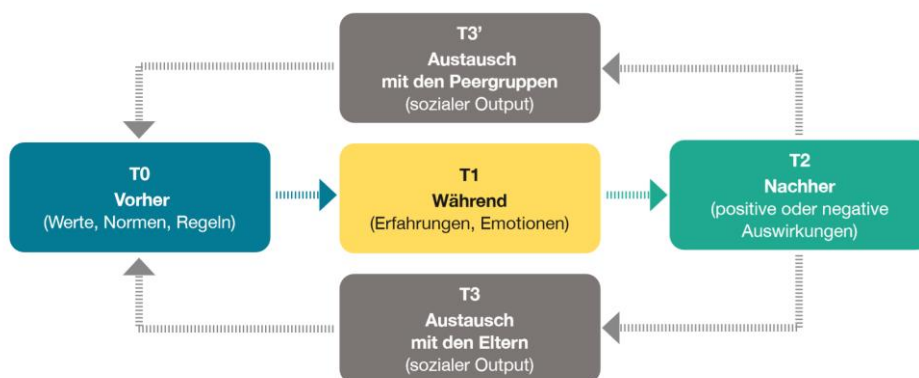 T3’
Austausch
mit den Peergruppen
(sozialer Output)
T0
Vorher
(Werte, Normen, Regeln)
T1
Während
(Erfahrungen, Emotionen)
T2
Nachher
(positive oder negative
Auswirkungen)
T3
Austausch
mit den Eltern
(sozialer Output)